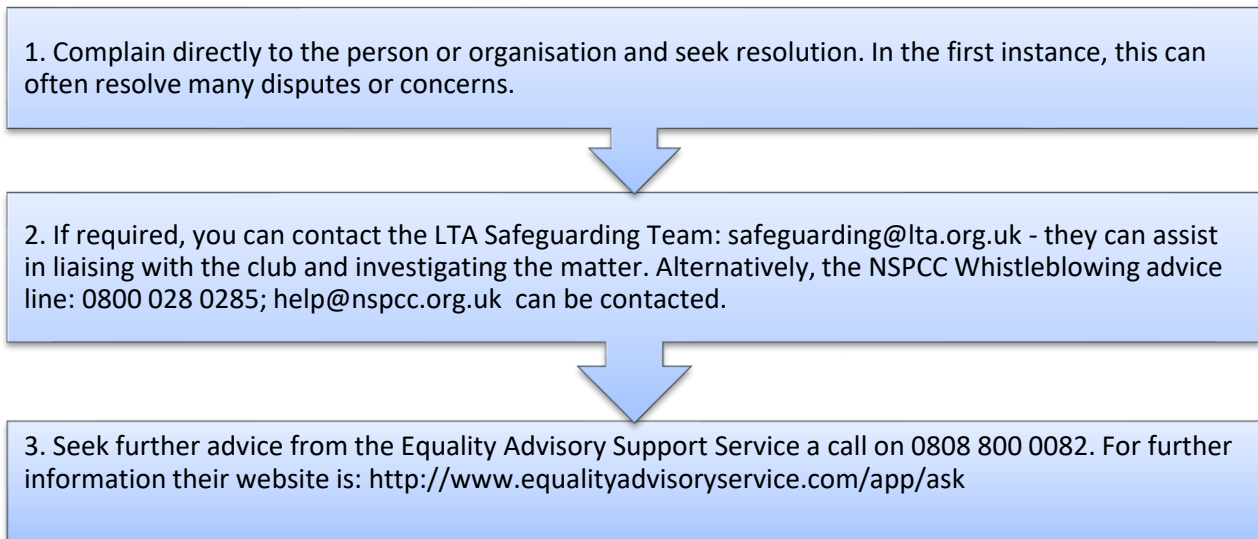 1. Complain directly to the person or organisation and seek resolution. In the first instance, this can
often resolve many disputes or concerns.
2. If required, you can contact the LTA Safeguarding Team: safeguarding@lta.org.uk - they can assist
in liaising with the club and investigating the matter. Alternatively, the NSPCC Whistleblowing advice
line: 0800 028 0285; help@nspcc.org.uk  can be contacted.
3. Seek further advice from the Equality Advisory Support Service a call on 0808 800 0082. For further
information their website is: http://www.equalityadvisoryservice.com/app/ask